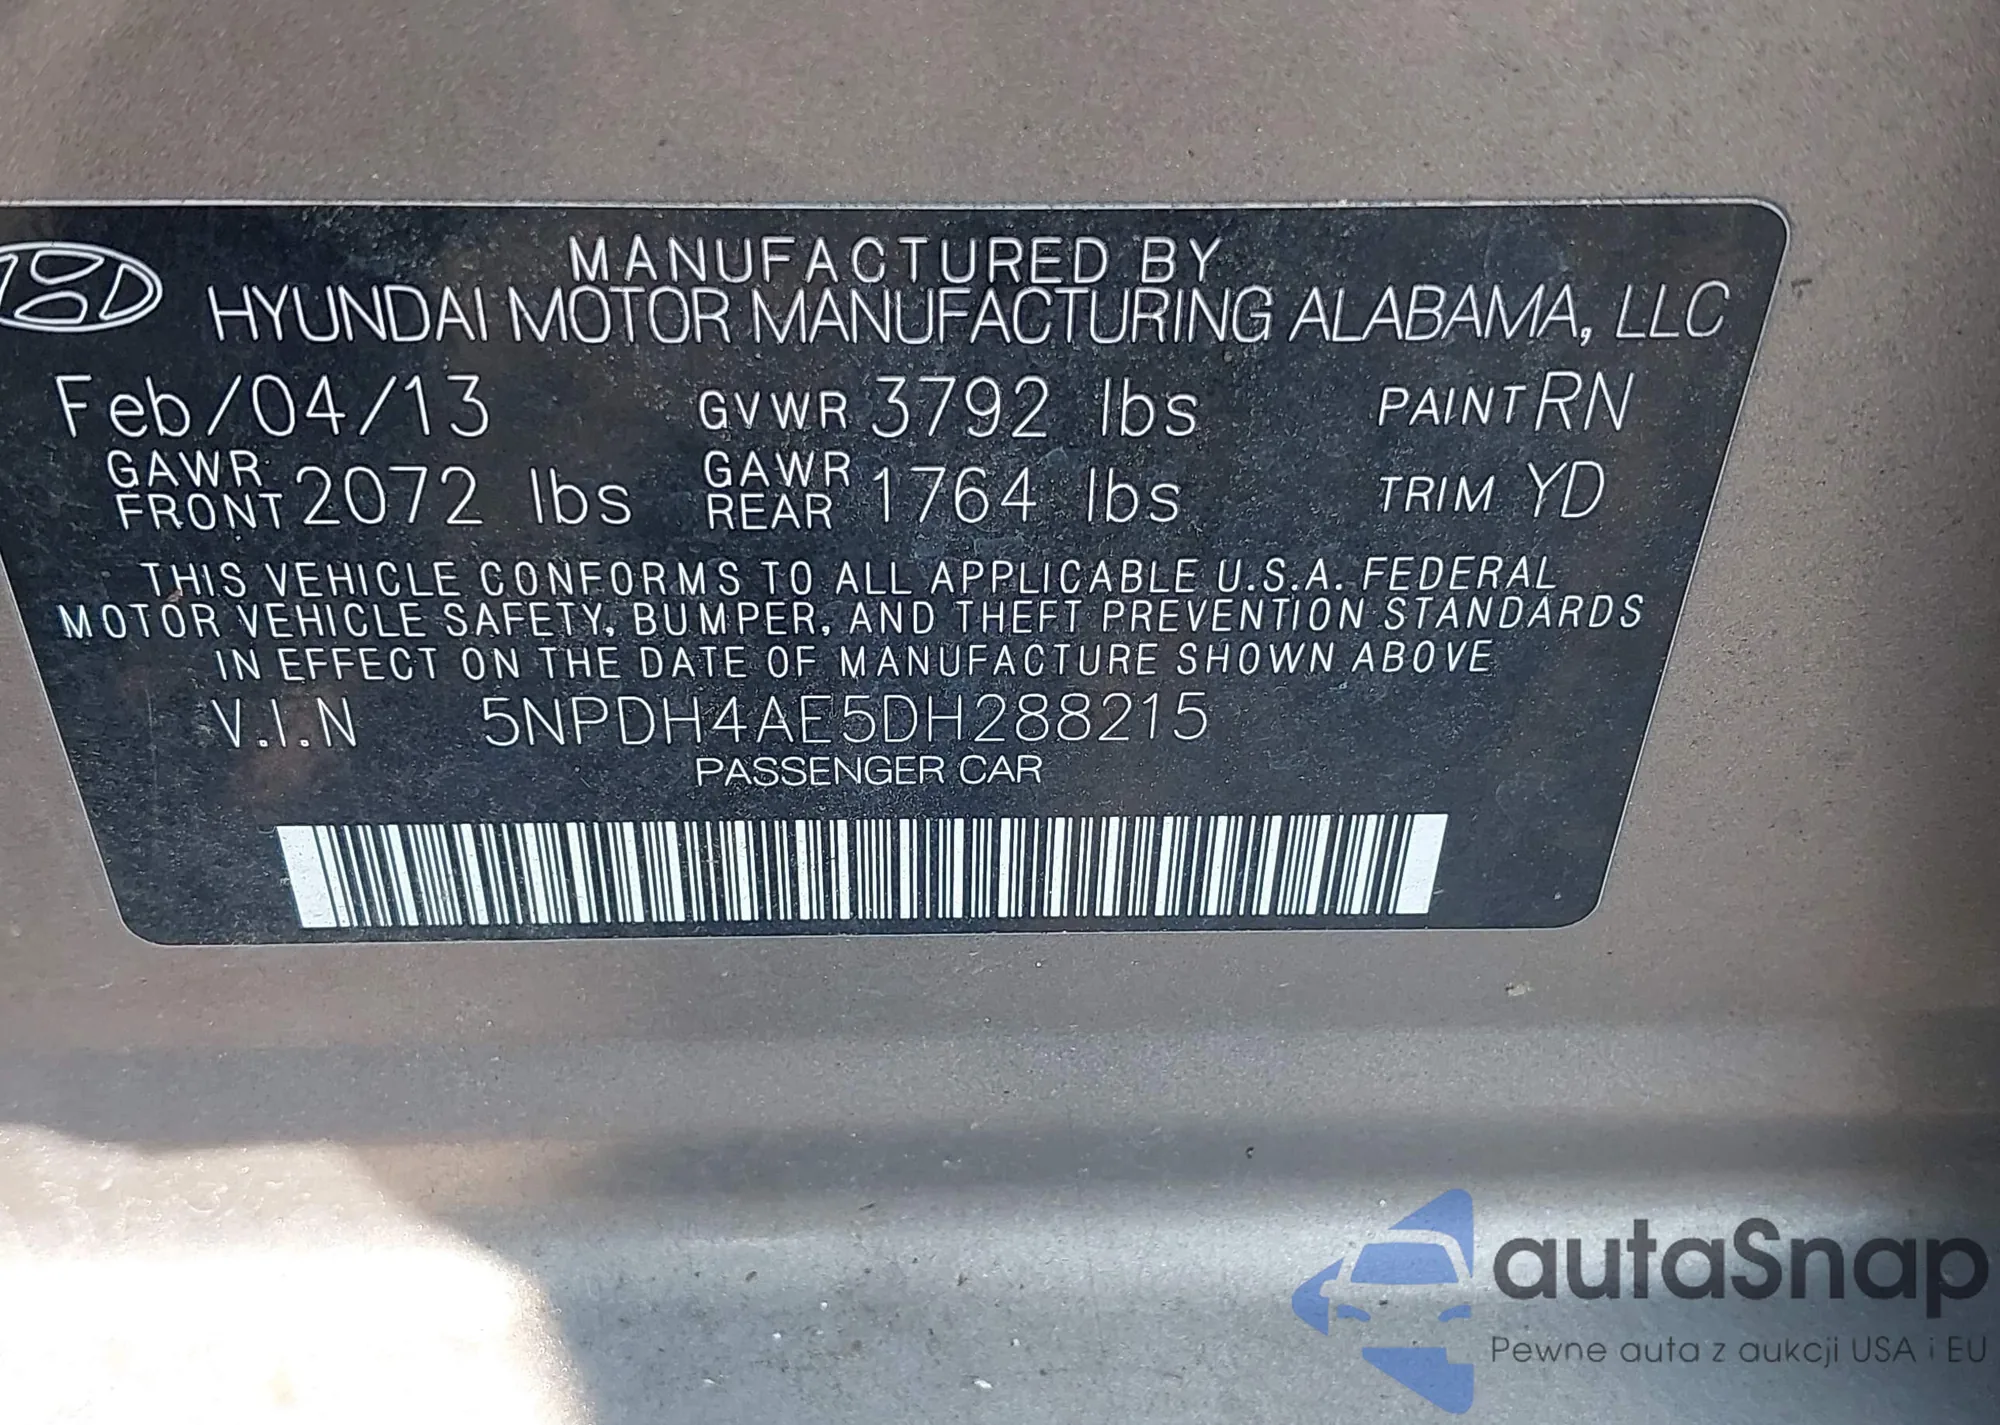 MANUFACTURED BY
HYUNDAI MOTOR MANUFACTURING ALABAMA, LLC
Feb/04/13 GVWR 3792 lbs PAINT RN
GAWR FRONT 2072 lbs GAWR REAR 1764 lbs TRIM YD
THIS VEHICLE CONFORMS TO ALL APPLICABLE U.S.A. FEDERAL
MOTOR VEHICLE SAFETY, BUMPER, AND THEFT PREVENTION STANDARDS
IN EFFECT ON THE DATE OF MANUFACTURE SHOWN ABOVE
V.I.N 5NPDH4AE5DH288215
PASSENGER CAR
autaSnap
Pewne auta z aukcji USA i EU